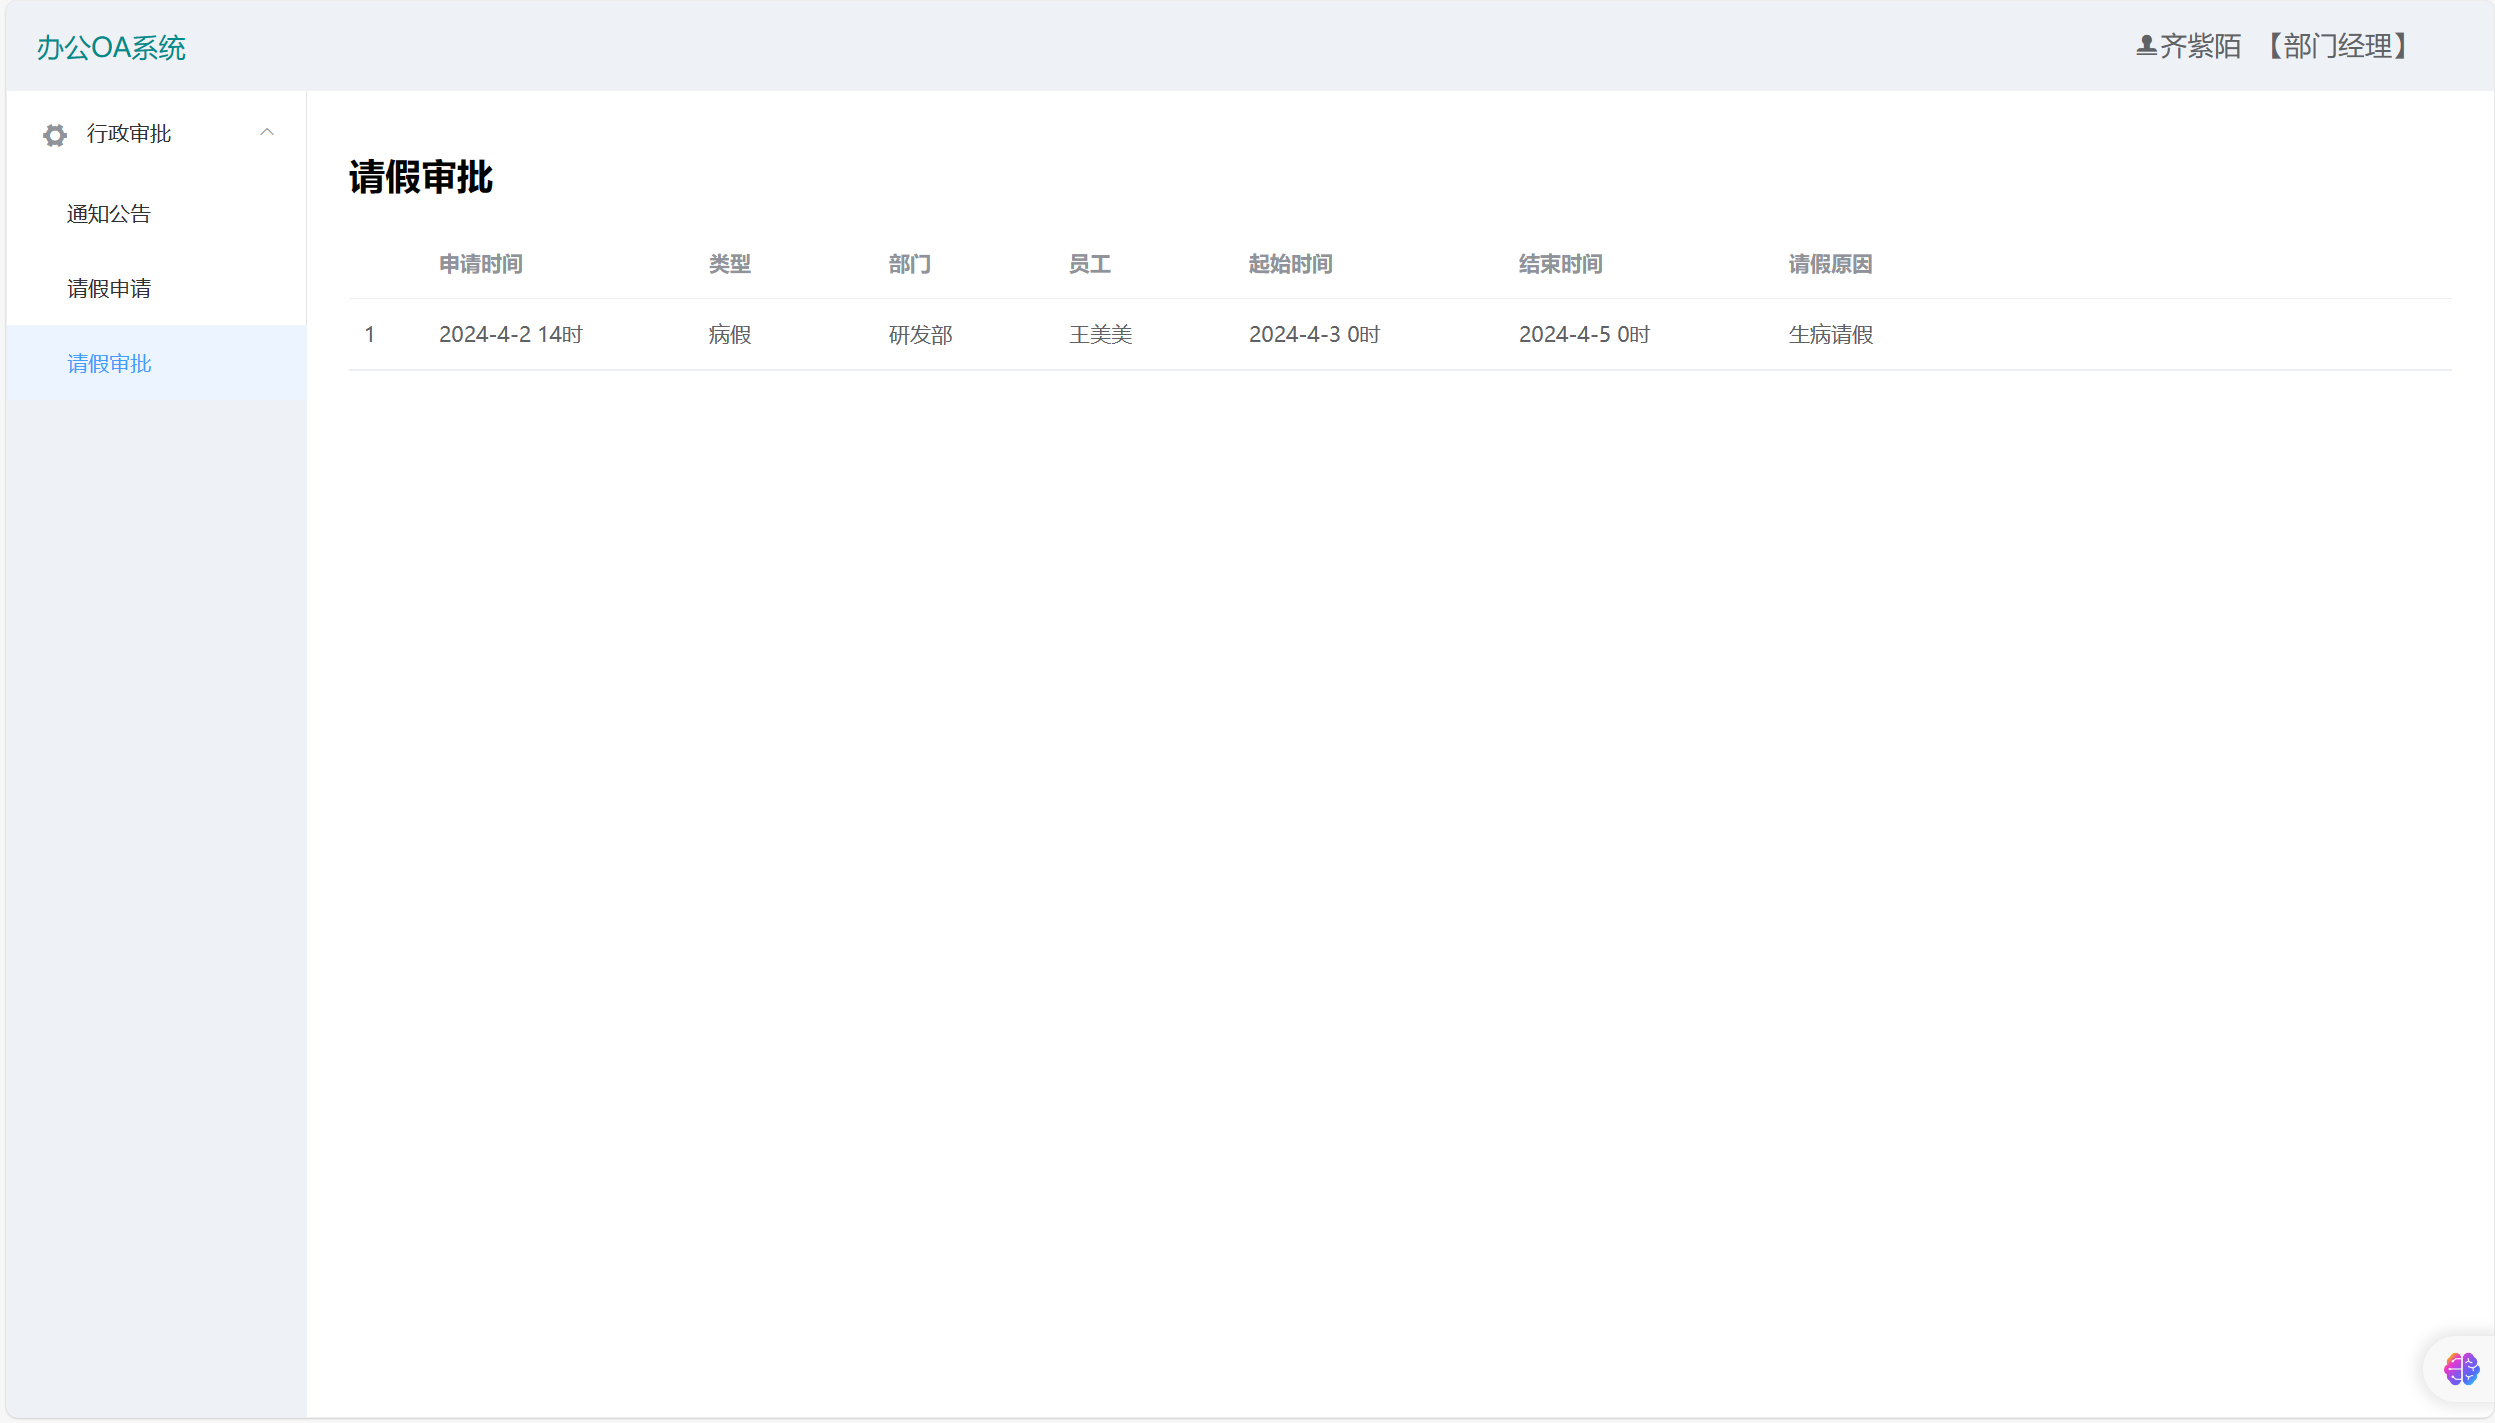 办公OA系统
齐紫陌 【部门经理】
行政审批
通知公告
请假申请
请假审批
请假审批
申请时间 类型 部门 员工 起始时间 结束时间 请假原因
1 2024-4-2 14时 病假 研发部 王美美 2024-4-3 0时 2024-4-5 0时 生病请假